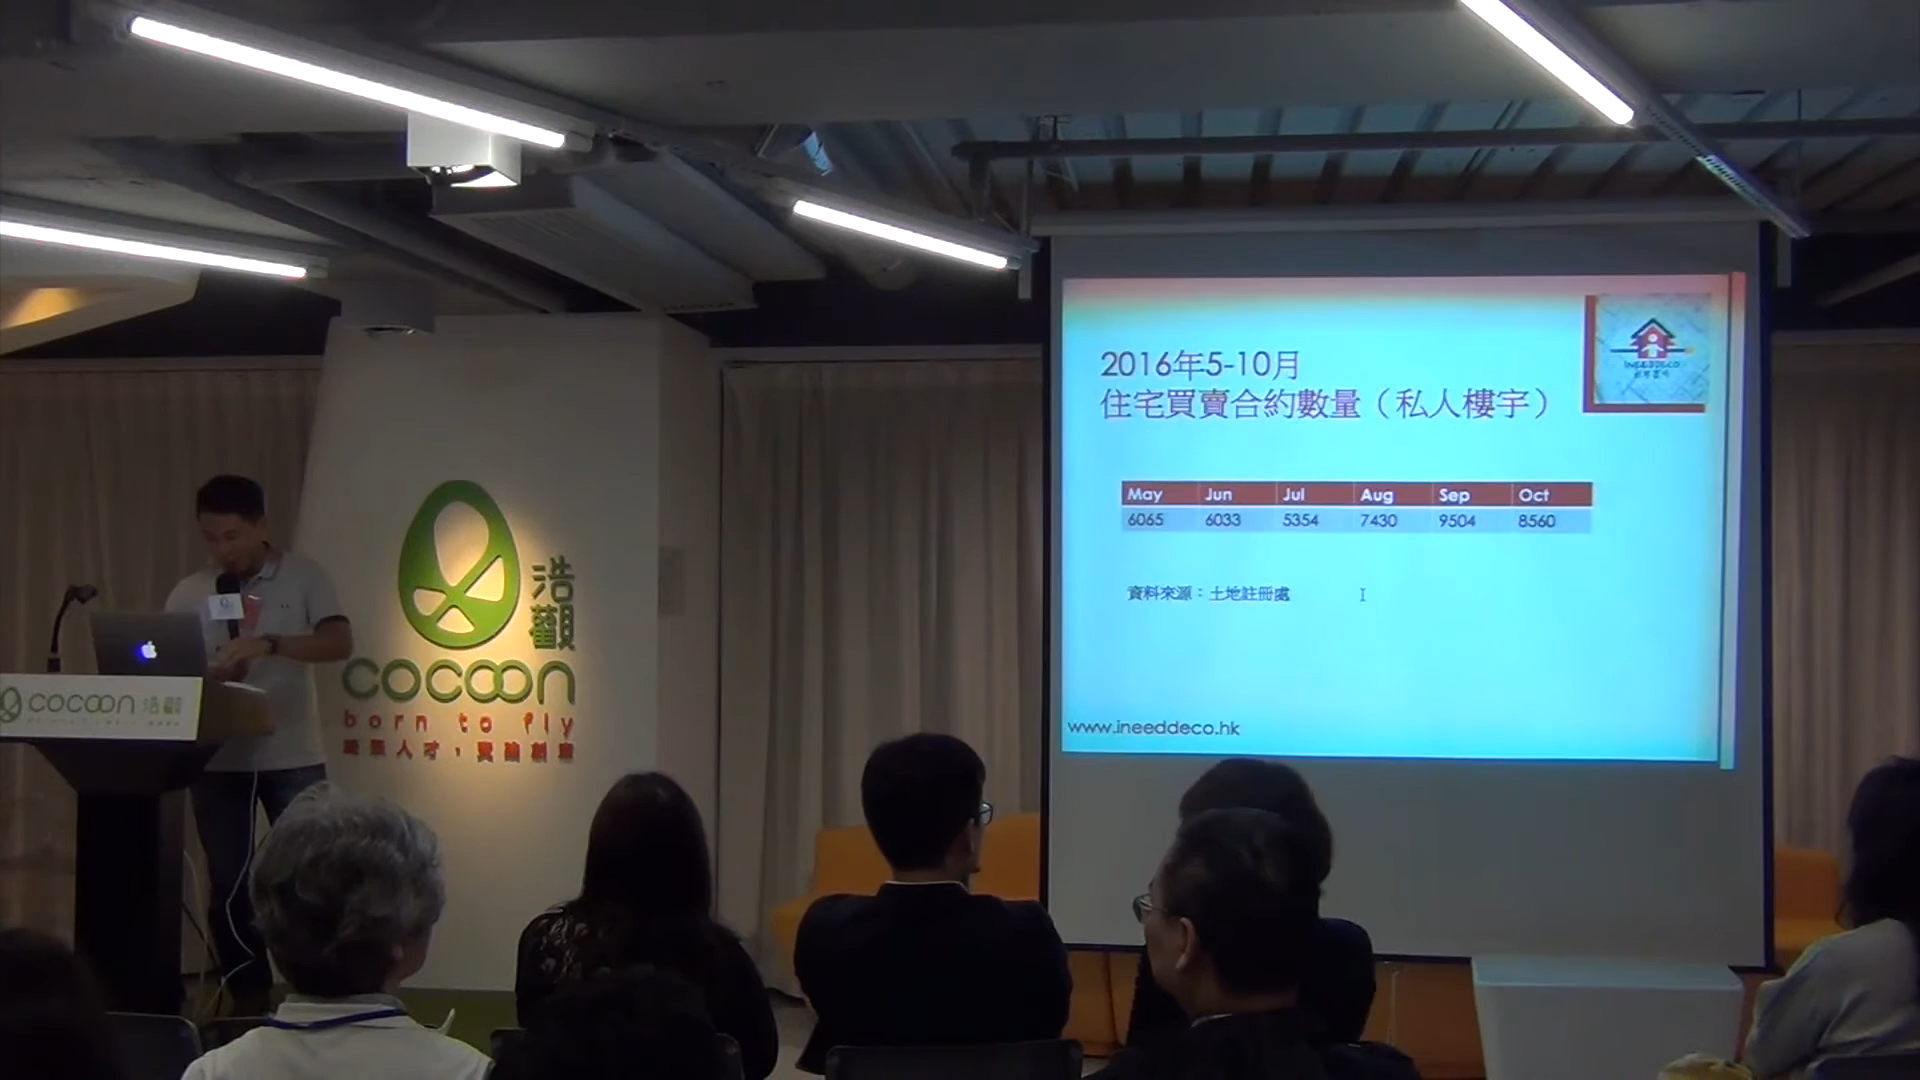 2016年5-10月
住宅買賣合約數量（私人樓宇）
May Jun Jul Aug Sep Oct
6065 6033 5354 7430 9504 8560
資料來源：土地註冊處
www.ineeddeco.hk
INEEDDECO
浩觀
cocoon
born to fly
cocoon 浩觀